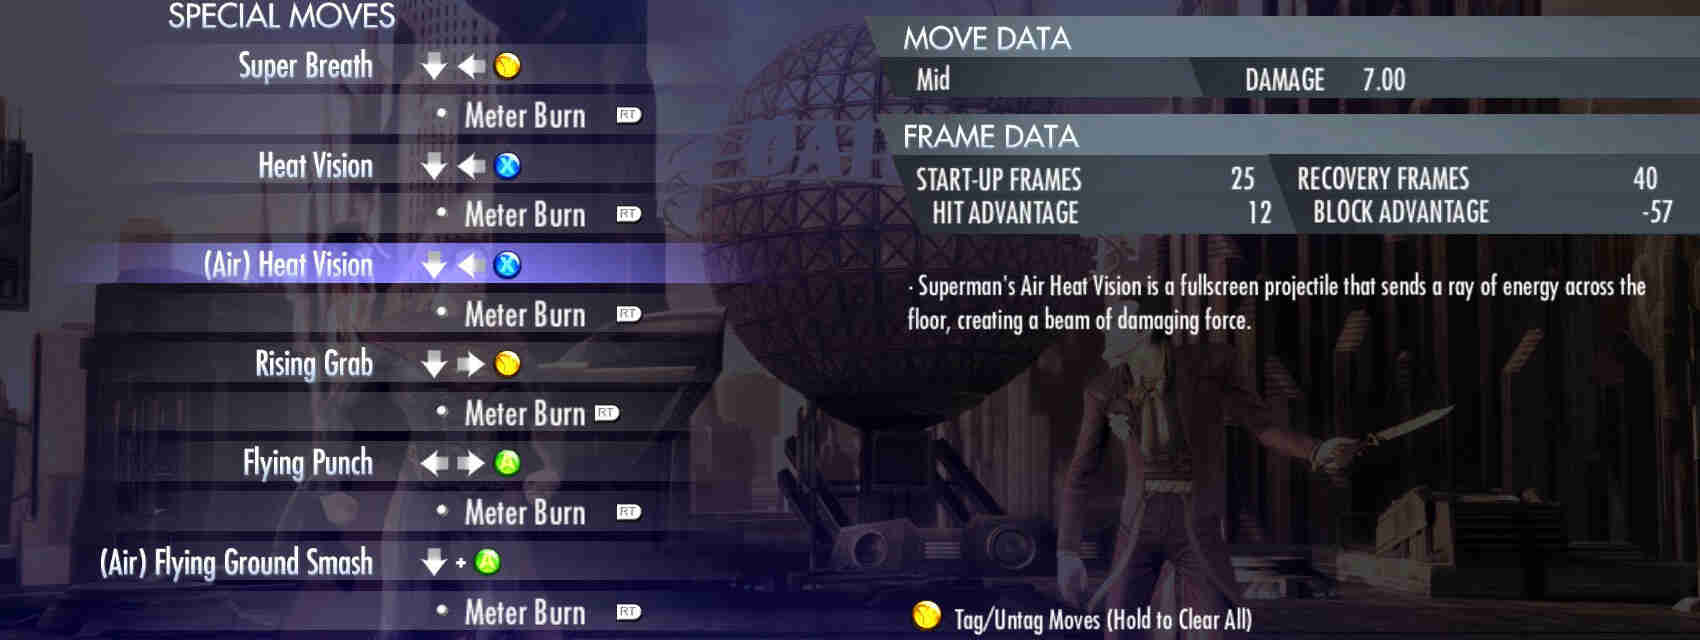 SPECIAL MOVES
Super Breath
Meter Burn RT
Heat Vision X
Meter Burn RT
(Air) Heat Vision X
Meter Burn RT
Rising Grab
Meter Burn RT
Flying Punch A
Meter Burn RT
(Air) Flying Ground Smash + A
Meter Burn RT
MOVE DATA
Mid DAMAGE 7.00
FRAME DATA
START-UP FRAMES 25 RECOVERY FRAMES 40
HIT ADVANTAGE 12 BLOCK ADVANTAGE -57
· Superman's Air Heat Vision is a fullscreen projectile that sends a ray of energy across the
floor, creating a beam of damaging force.
Tag/Untag Moves (Hold to Clear All)